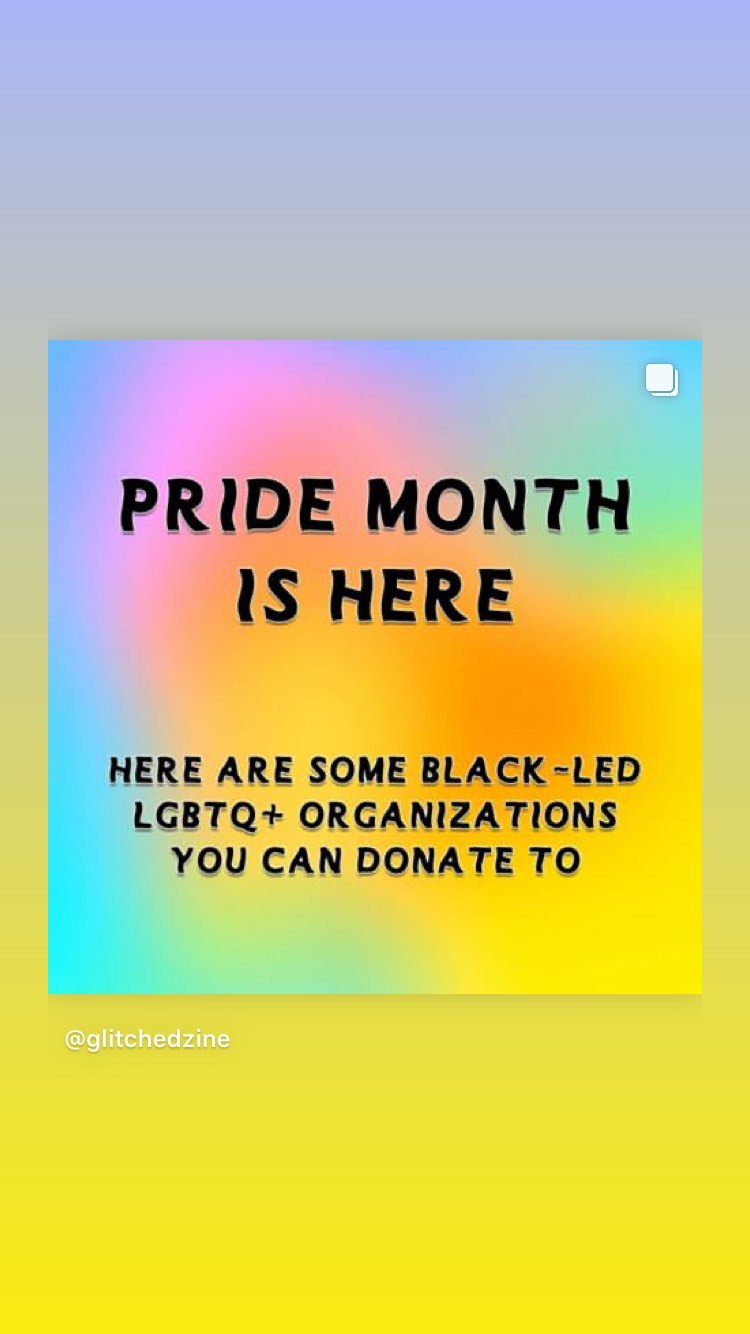 PRIDE MONTH
IS HERE
HERE ARE SOME BLACK~LED
LGBTQ+ ORGANIZATIONS
YOU CAN DONATE TO
@glitchedzine